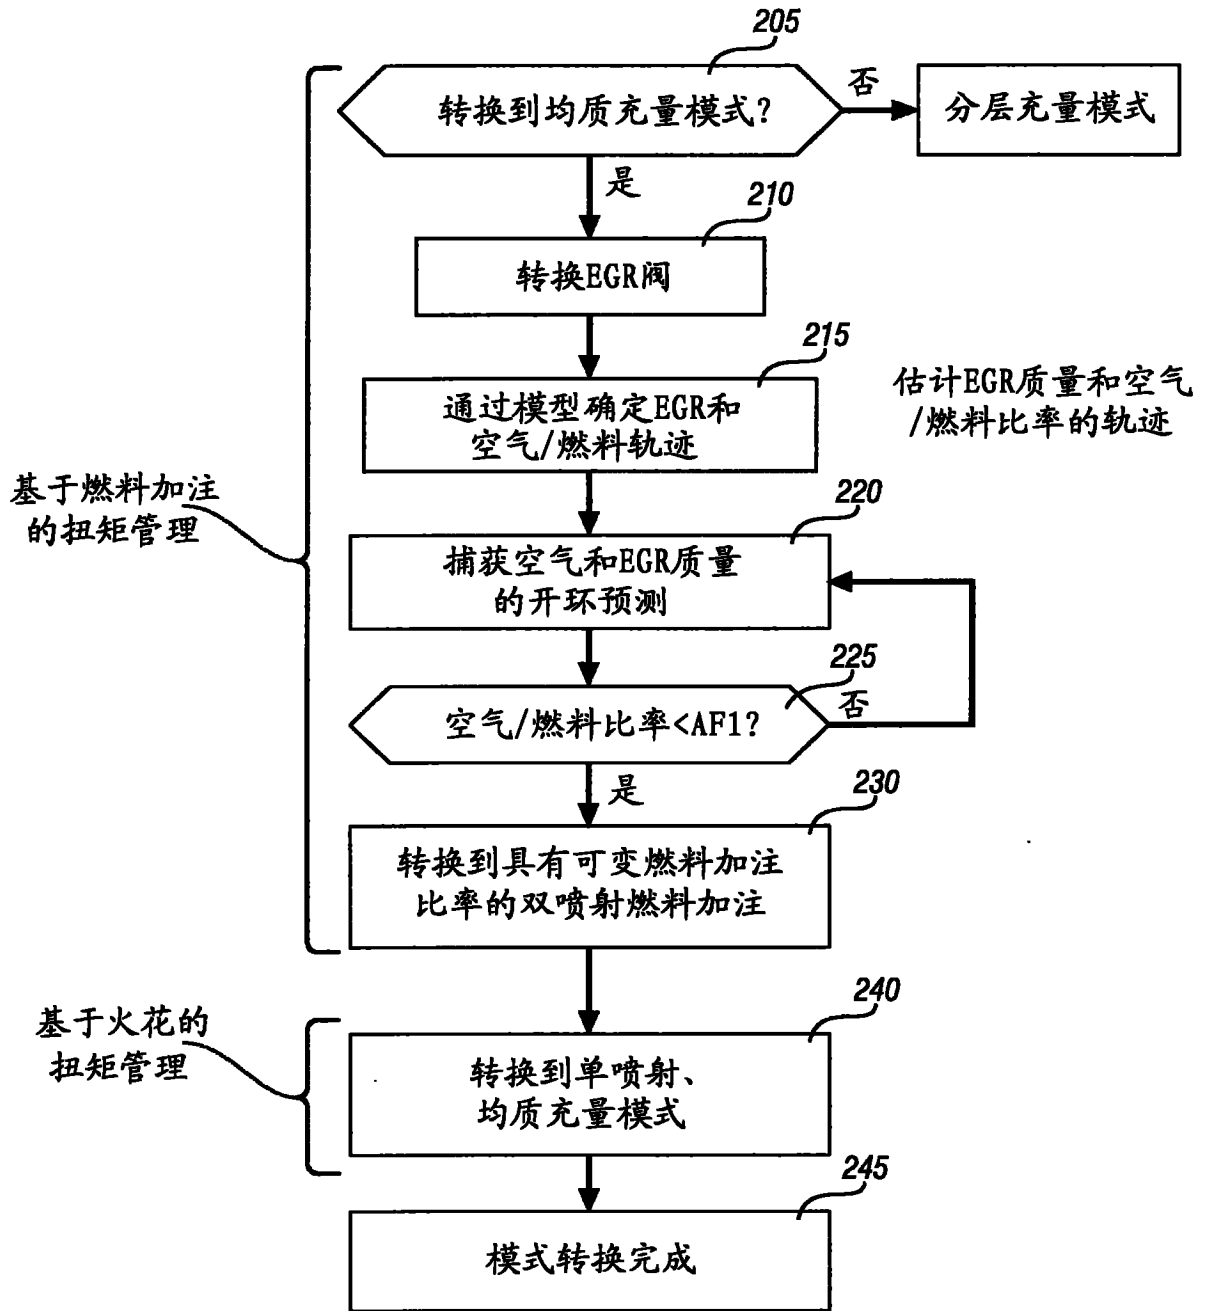 205
转换到均质充量模式?
否
分层充量模式
是
210
转换EGR阀
215
通过模型确定EGR和
空气/燃料轨迹
估计EGR质量和空气
/燃料比率的轨迹
基于燃料加注
的扭矩管理
220
捕获空气和EGR质量
的开环预测
225
空气/燃料比率<AF1?
否
是
230
转换到具有可变燃料加注
比率的双喷射燃料加注
基于火花的
扭矩管理
240
转换到单喷射、
均质充量模式
245
模式转换完成